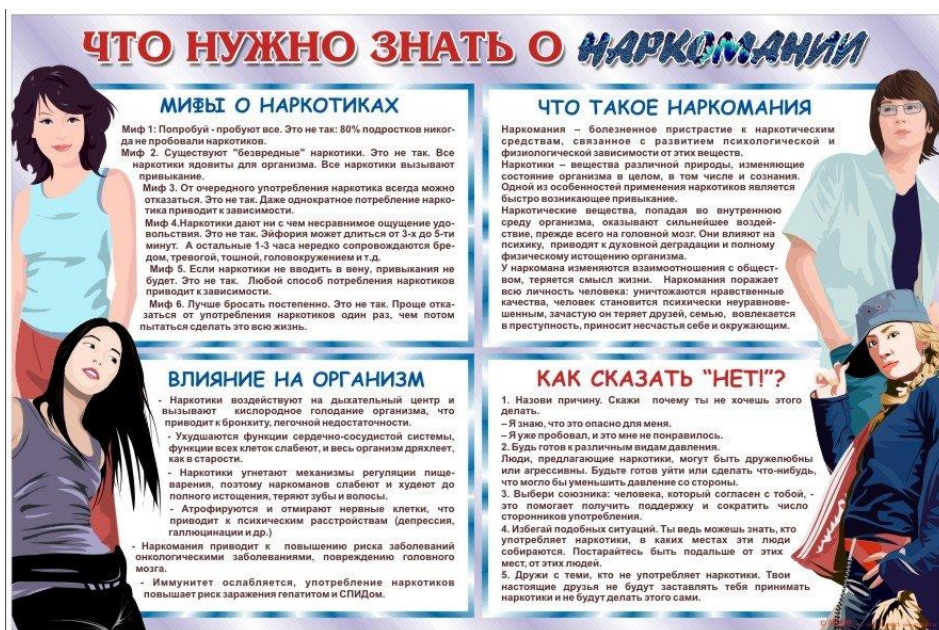 ЧТО НУЖНО ЗНАТЬ О НАРКОМАНИИ
МИФЫ О НАРКОТИКАХ
Миф 1: Попробуй - пробуют все. Это не так: 80% подростков никог-
да не пробовали наркотиков.
Миф 2. Существуют "безвредные" наркотики. Это не так. Все
наркотики ядовиты для организма. Все наркотики вызывают
привыкание.
Миф 3. От очередного употребления наркотика всегда можно
отказаться. Это не так. Даже однократное потребление нарко-
тика приводит к зависимости.
Миф 4.Наркотики дают ни с чем несравнимое ощущение удо-
вольствия. Это не так. Эйфория может длиться от 3-х до 5-ти
минут. А остальные 1-3 часа нередко сопровождаются бре-
дом, тревогой, тошной, головокружением и т.д.
Миф 5. Если наркотики не вводить в вену, привыкания не
будет. Это не так. Любой способ потребления наркотиков
приводит к зависимости.
Миф 6. Лучше бросать постепенно. Это не так. Проще отка-
заться от употребления наркотиков один раз, чем потом
пытаться сделать это всю жизнь.
ЧТО ТАКОЕ НАРКОМАНИЯ
Наркомания – болезненное пристрастие к наркотическим
средствам, связанное с развитием психологической и
физиологической зависимости от этих веществ.
Наркотики – вещества различной природы, изменяющие
состояние организма в целом, в том числе и сознания.
Одной из особенностей применения наркотиков является
быстро возникающее привыкание.
Наркотические вещества, попадая во внутреннюю
среду организма, оказывают сильнейшее воздей-
ствие, прежде всего на головной мозг. Они влияют на
психику, приводят к духовной деградации и полному
физическому истощению организма.
У наркомана изменяются взаимоотношения с общест-
вом, теряется смысл жизни. Наркомания поражает
всю личность человека: уничтожаются нравственные
качества, человек становится психически неуравнове-
шенным, зачастую он теряет друзей, семью, вовлекается
в преступность, приносит несчастья себе и окружающим.
ВЛИЯНИЕ НА ОРГАНИЗМ
- Наркотики воздействуют на дыхательный центр и
вызывают кислородное голодание организма, что
приводит к бронхиту, легочной недостаточности.
- Ухудшаются функции сердечно-сосудистой системы,
функции всех клеток слабеют, и весь организм дряхлеет,
как в старости.
- Наркотики угнетают механизмы регуляции пище-
варения, поэтому наркоманов слабеют и худеют до
полного истощения, теряют зубы и волосы.
- Атрофируются и отмирают нервные клетки, что
приводит к психическим расстройствам (депрессия,
галлюцинации и др.)
- Наркомания приводит к повышению риска заболеваний
онкологическими заболеваниями, повреждению головного
мозга.
- Иммунитет ослабляется, употребление наркотиков
повышает риск заражения гепатитом и СПИДом.
КАК СКАЗАТЬ "НЕТ!"?
1. Назови причину. Скажи почему ты не хочешь этого
делать.
– Я знаю, что это опасно для меня.
– Я уже пробовал, и это мне не понравилось.
2. Будь готов к различным видам давления.
Люди, предлагающие наркотики, могут быть дружелюбны
или агрессивны. Будьте готов уйти или сделать что-нибудь,
что могло бы уменьшить давление со стороны.
3. Выбери союзника: человека, который согласен с тобой, -
это помогает получить поддержку и сократить число
сторонников употребления.
4. Избегай подобных ситуаций. Ты ведь можешь знать, кто
употребляет наркотики, в каких местах эти люди
собираются. Постарайтесь быть подальше от этих
мест, от этих людей.
5. Дружи с теми, кто не употребляет наркотики. Твои
настоящие друзья не будут заставлять тебя принимать
наркотики и не будут делать этого сами.